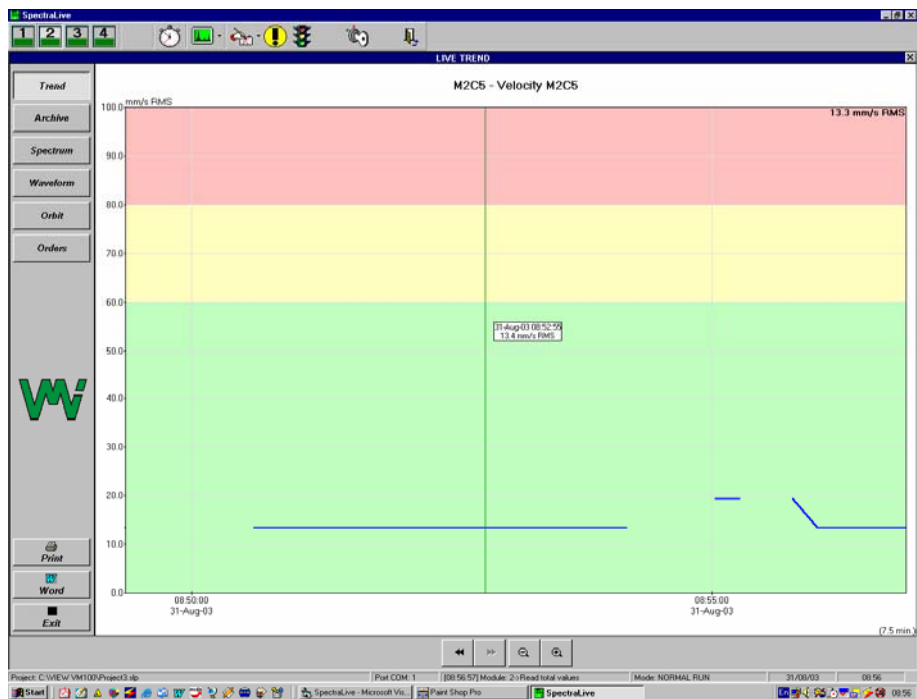 SpectraLive
1 2 3 4
LIVE TREND
Trend
Archive
Spectrum
Waveform
Orbit
Orders
VMi
Print
Word
Exit
M2C5 - Velocity M2C5
mm/s RMS
13.3 mm/s RMS
100.0
90.0
80.0
70.0
60.0
50.0
40.0
30.0
20.0
10.0
0.0
31-Aug-03 08:52:55
13.4 mm/s RMS
08:50:00
31-Aug-03
08:55:00
31-Aug-03
(7.5 min.)
Project: C:\VIEW VM100\Project3.slp
Port COM: 1
[08:56:57] Module: 2->Read total values
Mode: NORMAL RUN
31/08/03
08:56
Start
SpectraLive - Microsoft Vis...
Paint Shop Pro
SpectraLive
En
08:56